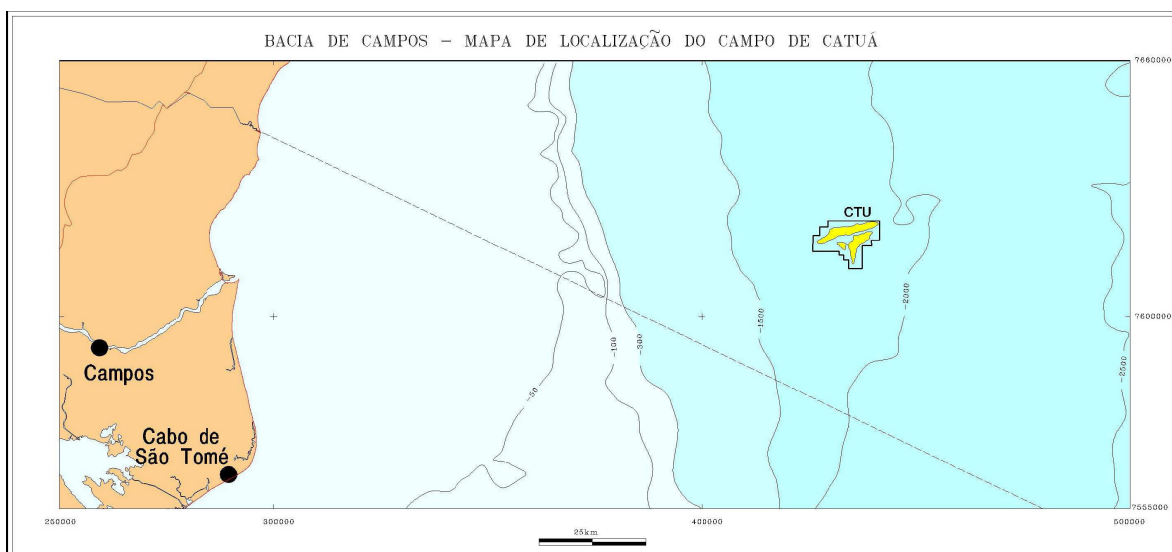 BACIA DE CAMPOS – MAPA DE LOCALIZAÇÃO DO CAMPO DE CATUÁ
7660000
CTU
-2000
7600000
-1500
-300
-100
-50
-2500
Campos
Cabo de
São Tomé
7555000
250000 300000 400000 500000
25km